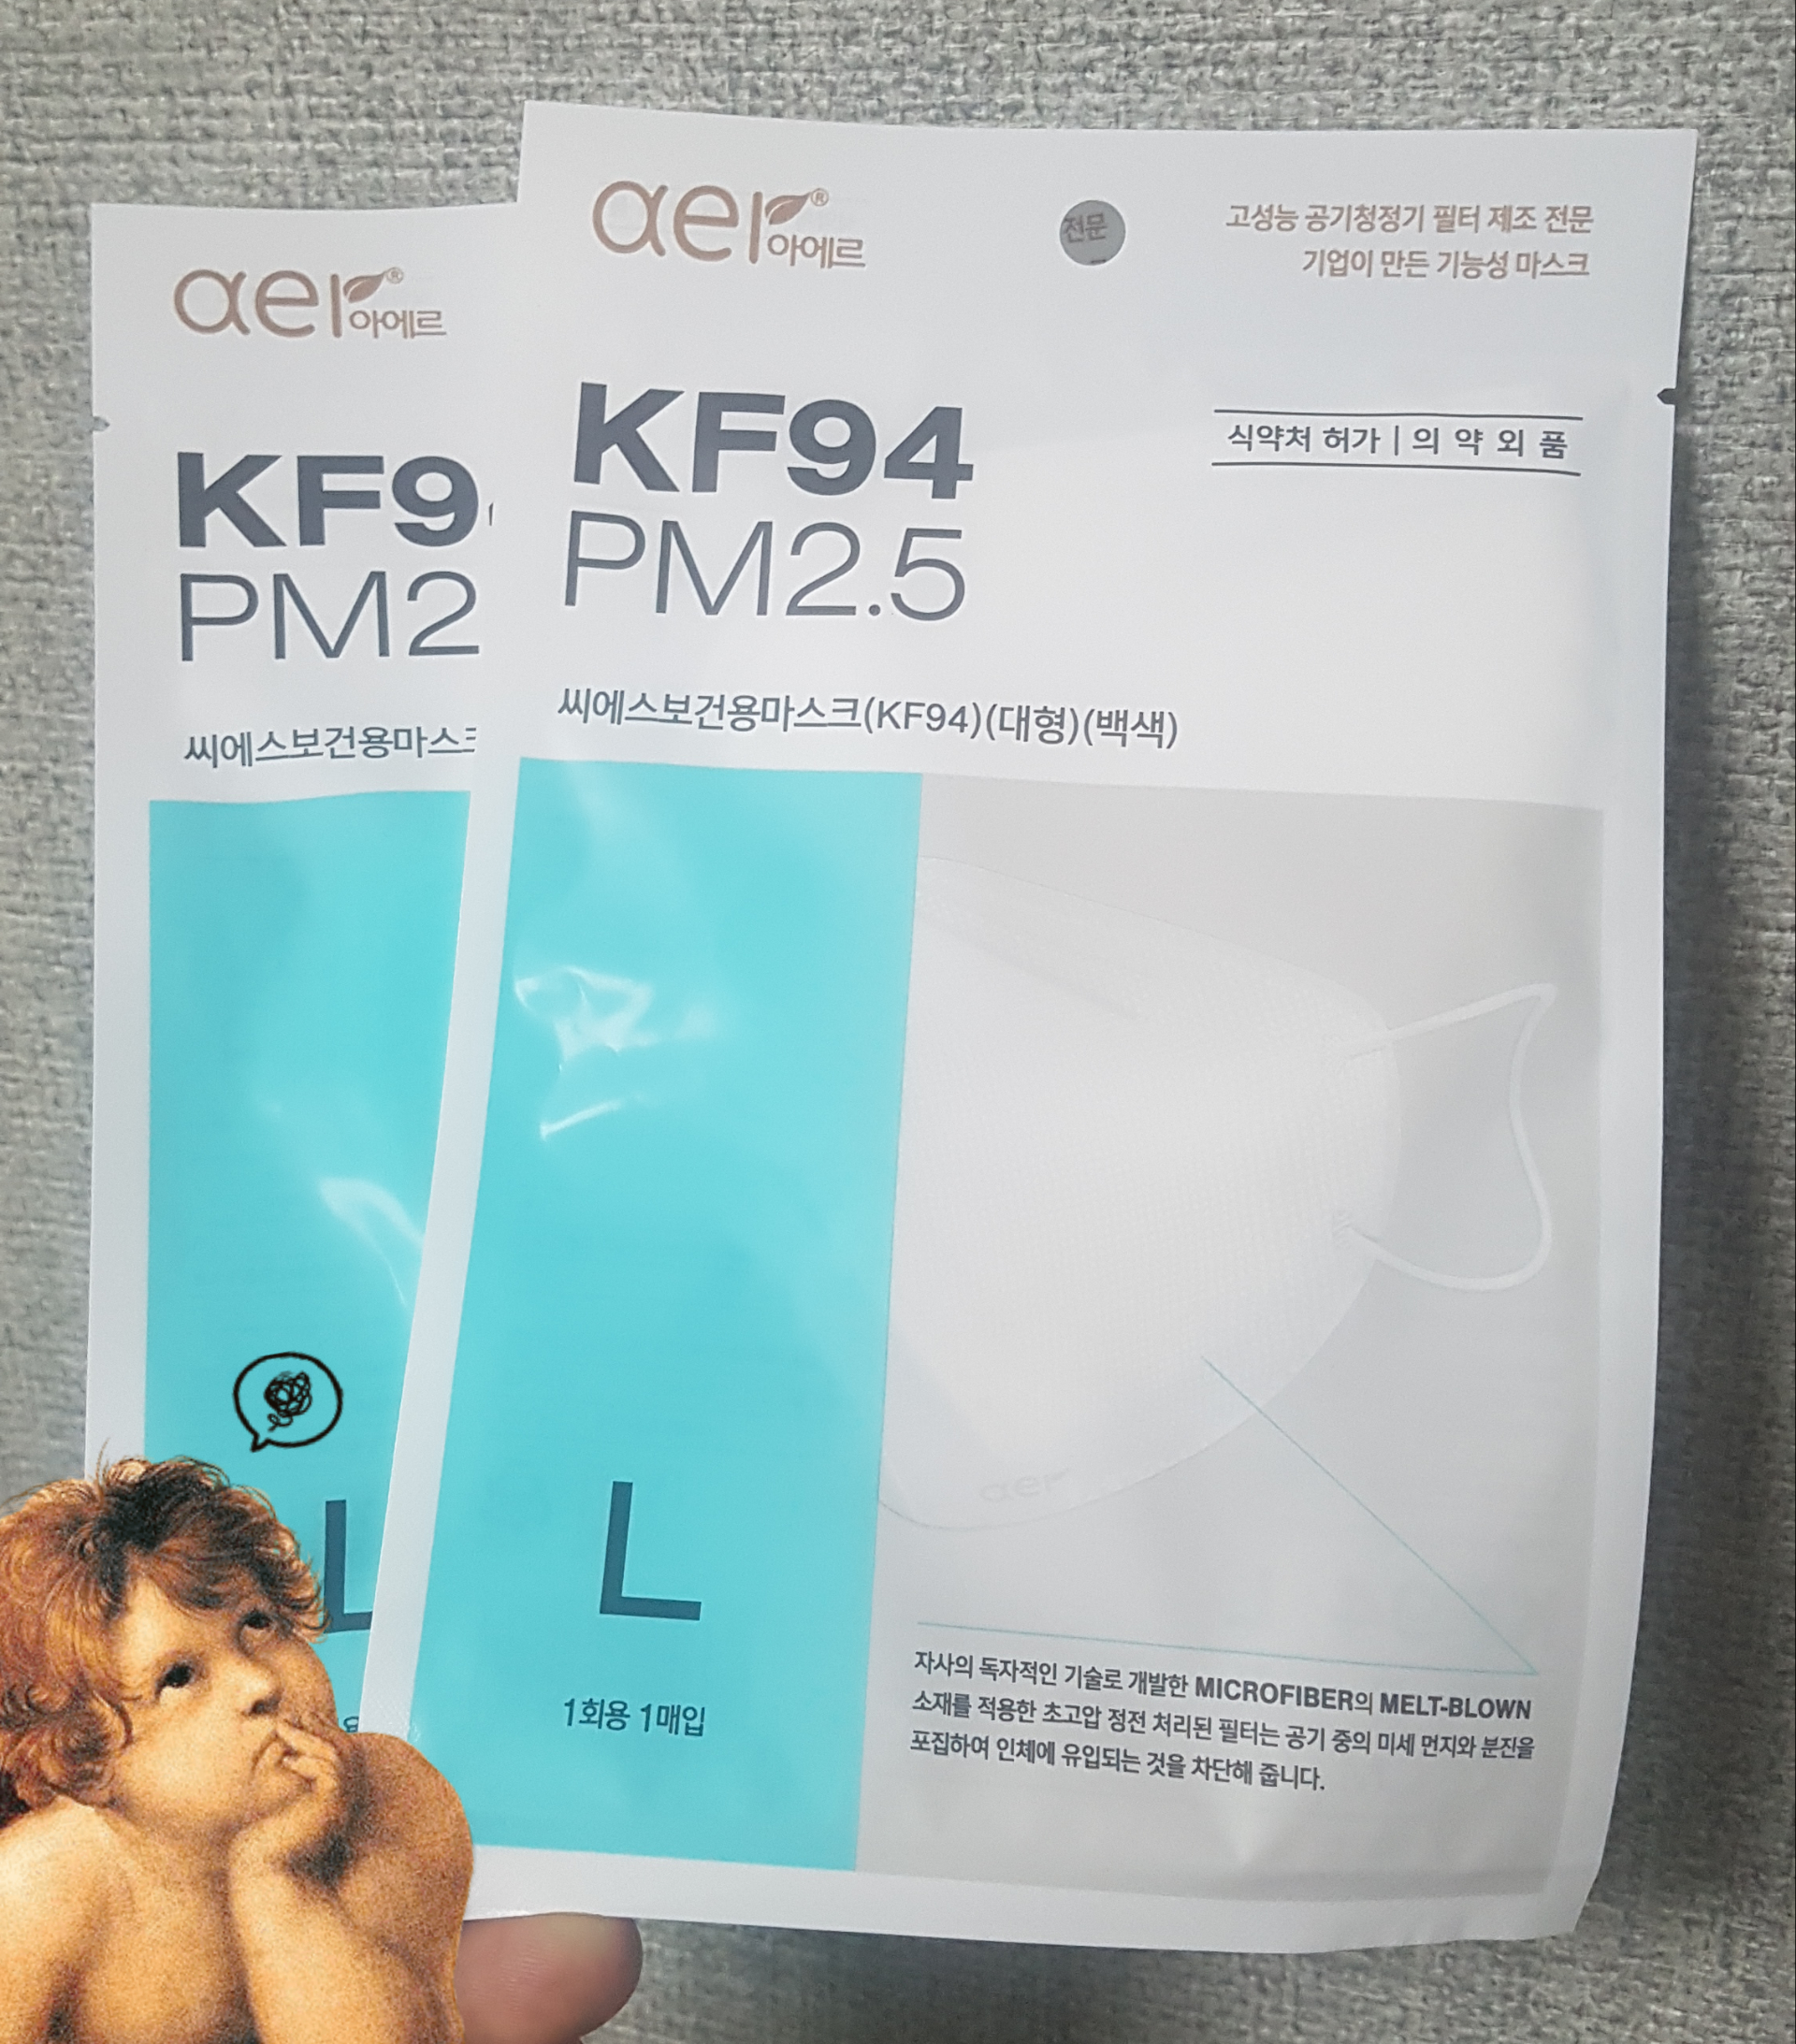 aer® 아에르
KF9
PM2
씨에스보건용마스크
L
용
aer® 아에르
전문
고성능 공기청정기 필터 제조 전문
기업이 만든 기능성 마스크
KF94
PM2.5
식약처 허가 | 의 약 외 품
씨에스보건용마스크(KF94)(대형)(백색)
aer
L
1회용 1매입
자사의 독자적인 기술로 개발한 MICROFIBER의 MELT-BLOWN
소재를 적용한 초고압 정전 처리된 필터는 공기 중의 미세 먼지와 분진을
포집하여 인체에 유입되는 것을 차단해 줍니다.